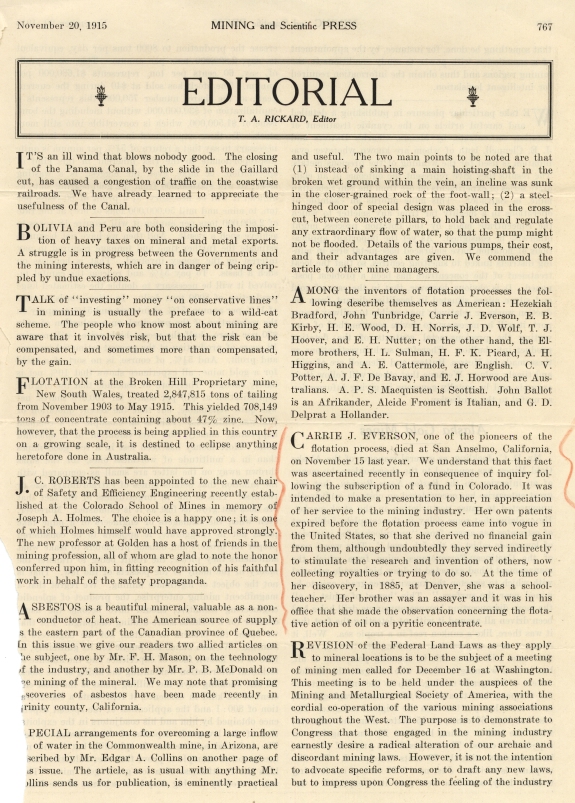 November 20, 1915
MINING and Scientific PRESS
767
EDITORIAL
T. A. RICKARD, Editor
IT'S an ill wind that blows nobody good. The closing
of the Panama Canal, by the slide in the Gaillard
cut, has caused a congestion of traffic on the coastwise
railroads. We have already learned to appreciate the
usefulness of the Canal.
BOLIVIA and Peru are both considering the imposi-
tion of heavy taxes on mineral and metal exports.
A struggle is in progress between the Governments and
the mining interests, which are in danger of being crip-
pled by undue exactions.
TALK of "investing" money "on conservative lines"
in mining is usually the preface to a wild-cat
scheme. The people who know most about mining are
aware that it involves risk, but that the risk can be
compensated, and sometimes more than compensated,
by the gain.
FLOTATION at the Broken Hill Proprietary mine,
New South Wales, treated 2,847,815 tons of tailing
from November 1903 to May 1915. This yielded 708,149
tons of concentrate containing about 47% zinc. Now,
however, that the process is being applied in this country
on a growing scale, it is destined to eclipse anything
heretofore done in Australia.
J. C. ROBERTS has been appointed to the new chair
of Safety and Efficiency Engineering recently estab-
lished at the Colorado School of Mines in memory of
Joseph A. Holmes. The choice is a happy one; it is one
of which Holmes himself would have approved strongly.
The new professor at Golden has a host of friends in the
mining profession, all of whom are glad to note the honor
conferred upon him, in fitting recognition of his faithful
work in behalf of the safety propaganda.
ASBESTOS is a beautiful mineral, valuable as a non-
conductor of heat. The American source of supply
s the eastern part of the Canadian province of Quebec.
In this issue we give our readers two allied articles on
he subject, one by Mr. F. H. Mason, on the technology
of the industry, and another by Mr. P. B. McDonald on
e mining of the mineral. We may note that promising
scoveries of asbestos have been made recently in
rinity county, California.
PECIAL arrangements for overcoming a large inflow
of water in the Commonwealth mine, in Arizona, are
scribed by Mr. Edgar A. Collins on another page of
s issue. The article, as is usual with anything Mr.
ollins sends us for publication, is eminently practical
and useful. The two main points to be noted are that
(1) instead of sinking a main hoisting-shaft in the
broken wet ground within the vein, an incline was sunk
in the closer-grained rock of the foot-wall; (2) a steel-
hinged door of special design was placed in the cross-
cut, between concrete pillars, to hold back and regulate
any extraordinary flow of water, so that the pump might
not be flooded. Details of the various pumps, their cost,
and their advantages are given. We commend the
article to other mine managers.
AMONG the inventors of flotation processes the fol-
lowing describe themselves as American: Hezekiah
Bradford, John Tunbridge, Carrie J. Everson, E. B.
Kirby, H. E. Wood, D. H. Norris, J. D. Wolf, T. J.
Hoover, and E. H. Nutter; on the other hand, the El-
more brothers, H. L. Sulman, H. F. K. Picard, A. H.
Higgins, and A. E. Cattermole, are English. C. V.
Potter, A. J. F. De Bavay, and E. J. Horwood are Aus-
tralians. A. P. S. Macquisten is Scottish. John Ballot
is an Afrikander, Alcide Froment is Italian, and G. D.
Delprat a Hollander.
CARRIE J. EVERSON, one of the pioneers of the
flotation process, died at San Anselmo, California,
on November 15 last year. We understand that this fact
was ascertained recently in consequence of inquiry fol-
lowing the subscription of a fund in Colorado. It was
intended to make a presentation to her, in appreciation
of her service to the mining industry. Her own patents
expired before the flotation process came into vogue in
the United States, so that she derived no financial gain
from them, although undoubtedly they served indirectly
to stimulate the research and invention of others, now
collecting royalties or trying to do so. At the time of
her discovery, in 1885, at Denver, she was a school-
teacher. Her brother was an assayer and it was in his
office that she made the observation concerning the flota-
tive action of oil on a pyritic concentrate.
REVISION of the Federal Land Laws as they apply
to mineral locations is to be the subject of a meeting
of mining men called for December 16 at Washington.
This meeting is to be held under the auspices of the
Mining and Metallurgical Society of America, with the
cordial co-operation of the various mining associations
throughout the West. The purpose is to demonstrate to
Congress that those engaged in the mining industry
earnestly desire a radical alteration of our archaic and
discordant mining laws. However, it is not the intention
to advocate specific reforms, or to draft any new laws,
but to impress upon Congress the feeling of the industry